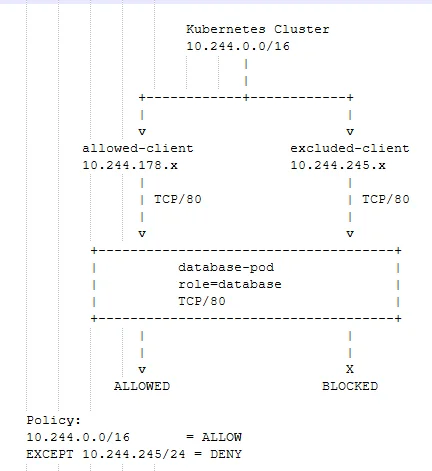 Kubernetes Cluster
10.244.0.0/16
allowed-client excluded-client
10.244.178.x 10.244.245.x
TCP/80 TCP/80
database-pod
role=database
TCP/80
v X
ALLOWED BLOCKED
Policy:
10.244.0.0/16 = ALLOW
EXCEPT 10.244.245/24 = DENY